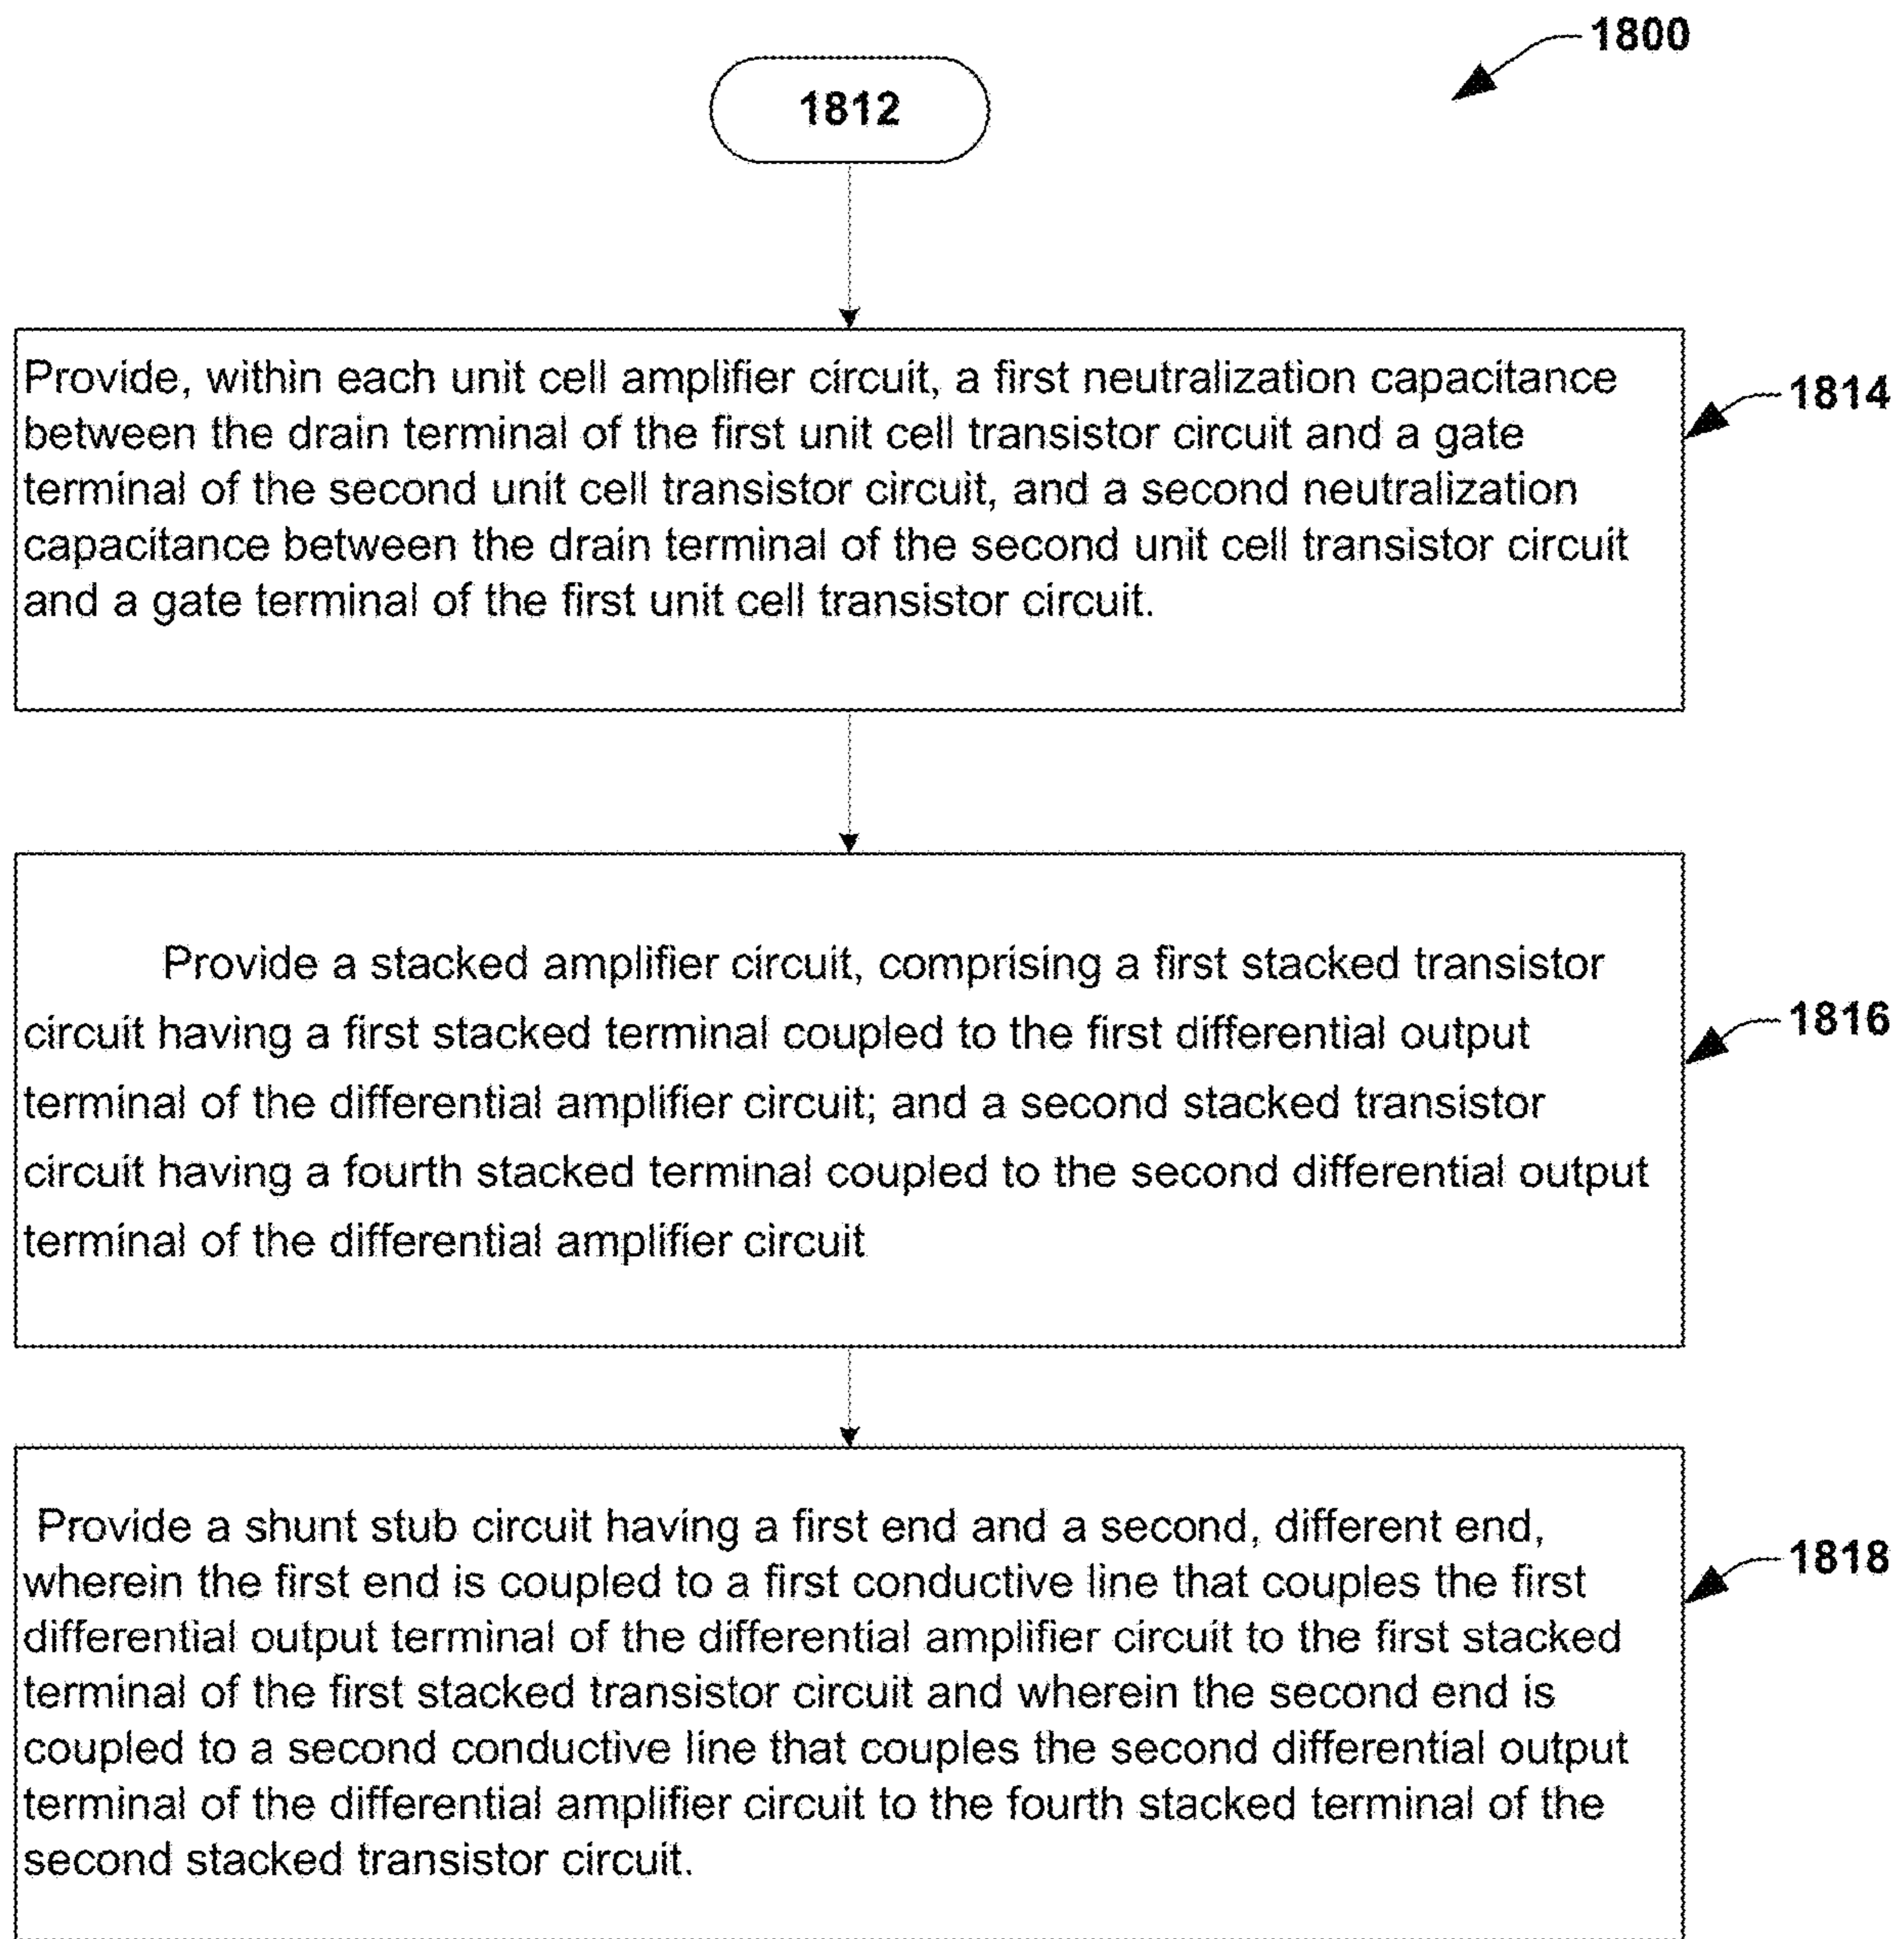 1800
1812
Provide, within each unit cell amplifier circuit, a first neutralization capacitance
between the drain terminal of the first unit cell transistor circuit and a gate
terminal of the second unit cell transistor circuit, and a second neutralization
capacitance between the drain terminal of the second unit cell transistor circuit
and a gate terminal of the first unit cell transistor circuit.
1814
Provide a stacked amplifier circuit, comprising a first stacked transistor
circuit having a first stacked terminal coupled to the first differential output
terminal of the differential amplifier circuit; and a second stacked transistor
circuit having a fourth stacked terminal coupled to the second differential output
terminal of the differential amplifier circuit
1816
Provide a shunt stub circuit having a first end and a second, different end,
wherein the first end is coupled to a first conductive line that couples the first
differential output terminal of the differential amplifier circuit to the first stacked
terminal of the first stacked transistor circuit and wherein the second end is
coupled to a second conductive line that couples the second differential output
terminal of the differential amplifier circuit to the fourth stacked terminal of the
second stacked transistor circuit.
1818